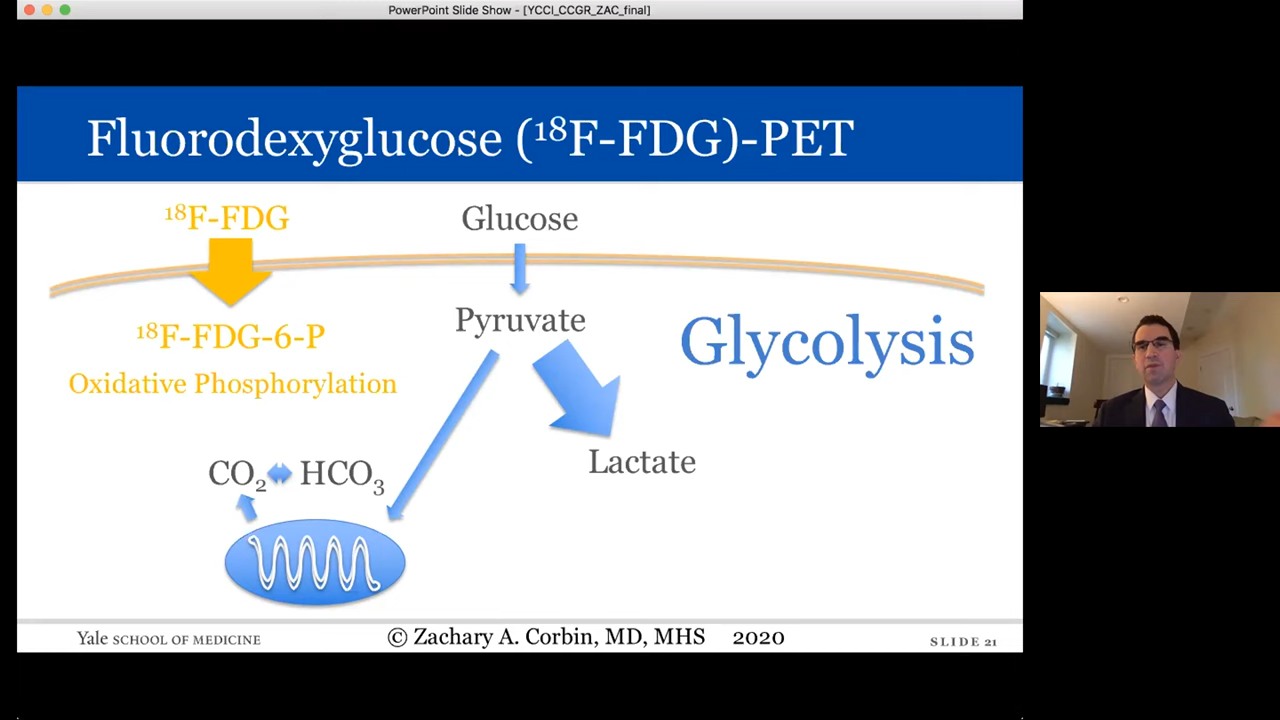 PowerPoint Slide Show - [YCCI_CCGR_ZAC_final]
Fluorodexyglucose (¹⁸F-FDG)-PET
¹⁸F-FDG
Glucose
¹⁸F-FDG-6-P
Pyruvate
Glycolysis
Oxidative Phosphorylation
CO₂
HCO₃
Lactate
Yale SCHOOL OF MEDICINE
© Zachary A. Corbin, MD, MHS 2020
SLIDE 21